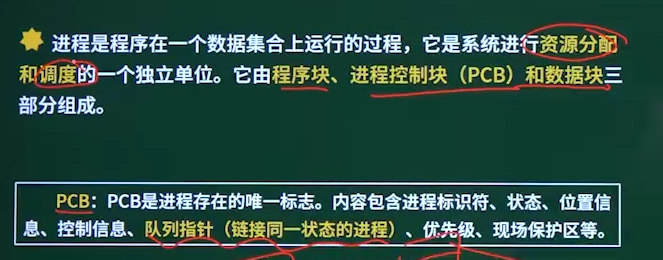 进程是程序在一个数据集合上运行的过程，它是系统进行资源分配
和调度的一个独立单位。它由程序块、进程控制块（PCB）和数据块三
部分组成。
PCB：PCB是进程存在的唯一标志。内容包含进程标识符、状态、位置信
息、控制信息、队列指针（链接同一状态的进程）、优先级、现场保护区等。